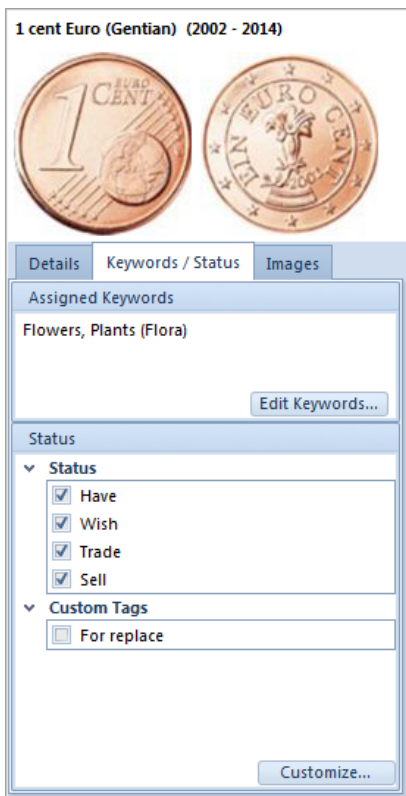 1 cent Euro (Gentian) (2002 - 2014)
1 EURO
CENT
EIN EURO CENT
2002
Details Keywords / Status Images
Assigned Keywords
Flowers, Plants (Flora)
Edit Keywords...
Status
Status
Have
Wish
Trade
Sell
Custom Tags
For replace
Customize...